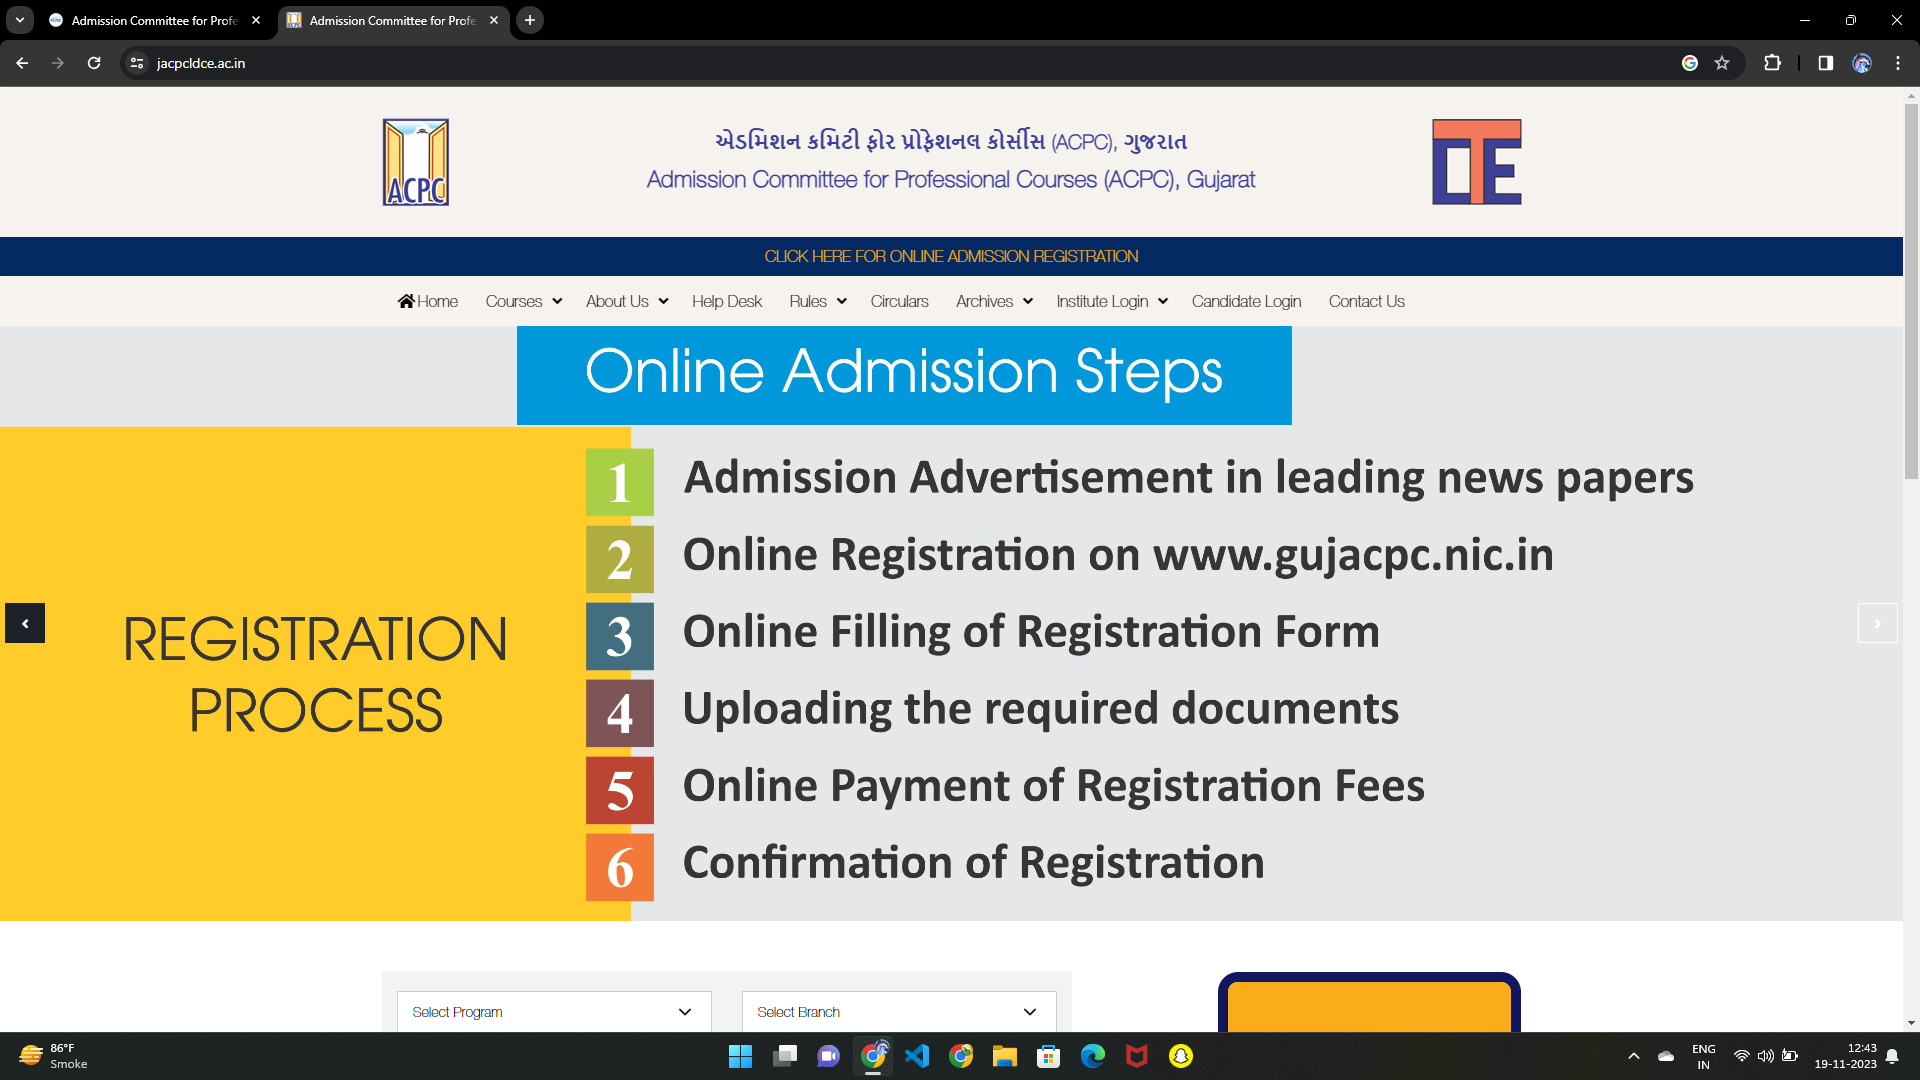 Admission Committee for Profe
Admission Committee for Profe
jacpcldce.ac.in
ACPC
એડમિશન કમિટી ફોર પ્રોફેશનલ કોર્સીસ (ACPC), ગુજરાત
Admission Committee for Professional Courses (ACPC), Gujarat
DTE
CLICK HERE FOR ONLINE ADMISSION REGISTRATION
Home Courses About Us Help Desk Rules Circulars Archives Institute Login Candidate Login Contact Us
Online Admission Steps
REGISTRATION
PROCESS
1 Admission Advertisement in leading news papers
2 Online Registration on www.gujacpc.nic.in
3 Online Filling of Registration Form
4 Uploading the required documents
5 Online Payment of Registration Fees
6 Confirmation of Registration
Select Program Select Branch
86°F
Smoke
ENG
IN
12:43
19-11-2023